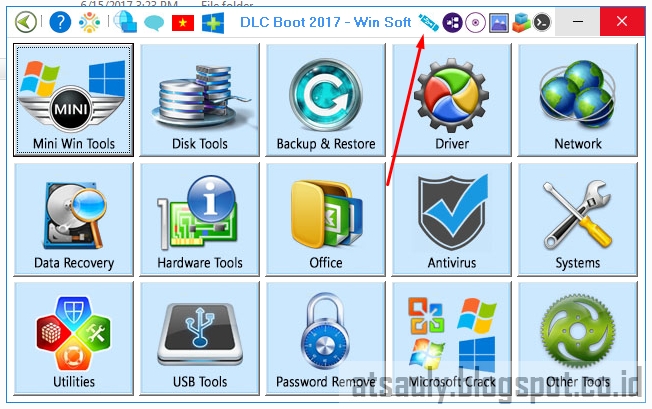 6/15/2017 3:23 PM File folder
DLC Boot 2017 - Win Soft
MINI
Mini Win Tools
Disk Tools
Backup & Restore
Driver
Network
Data Recovery
Hardware Tools
Office
Antivirus
Systems
Utilities
USB Tools
Password Remove
Microsoft Crack
Other Tools
atsauly.blogspot.co.id